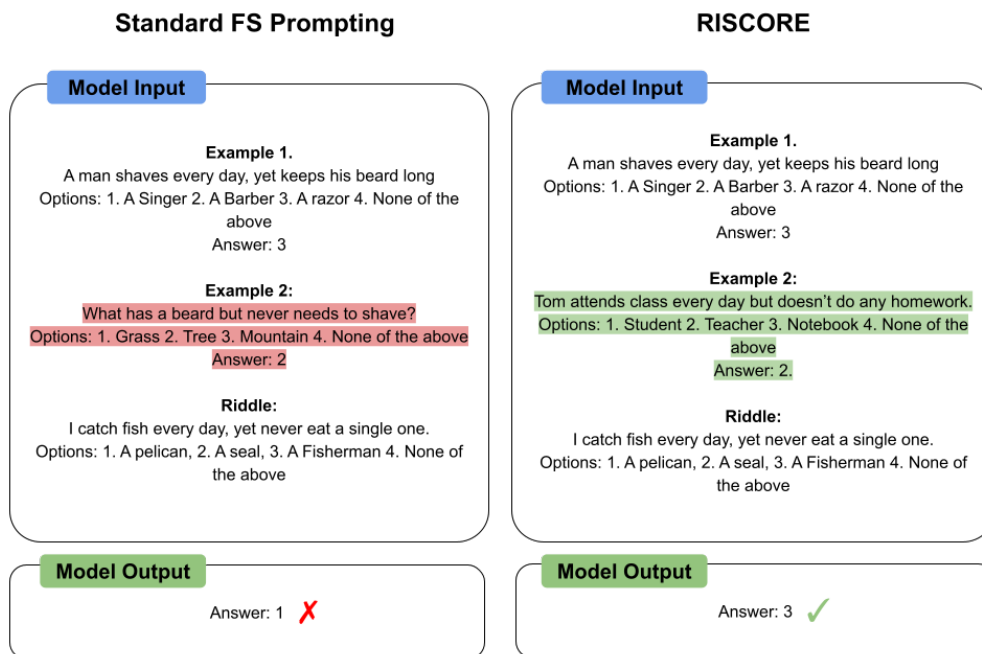 Standard FS Prompting
Model Input
Example 1.
A man shaves every day, yet keeps his beard long
Options: 1. A Singer 2. A Barber 3. A razor 4. None of the
above
Answer: 3
Example 2:
What has a beard but never needs to shave?
Options: 1. Grass 2. Tree 3. Mountain 4. None of the above
Answer: 2
Riddle:
I catch fish every day, yet never eat a single one.
Options: 1. A pelican, 2. A seal, 3. A Fisherman 4. None of
the above
Model Output
Answer: 1 ✗
RISCORE
Model Input
Example 1.
A man shaves every day, yet keeps his beard long
Options: 1. A Singer 2. A Barber 3. A razor 4. None of the
above
Answer: 3
Example 2:
Tom attends class every day but doesn’t do any homework.
Options: 1. Student 2. Teacher 3. Notebook 4. None of the
above
Answer: 2.
Riddle:
I catch fish every day, yet never eat a single one.
Options: 1. A pelican, 2. A seal, 3. A Fisherman 4. None of
the above
Model Output
Answer: 3 ✓